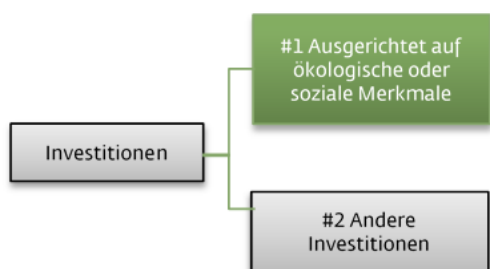 #1 Ausgerichtet auf
ökologische oder
soziale Merkmale
Investitionen
#2 Andere
Investitionen